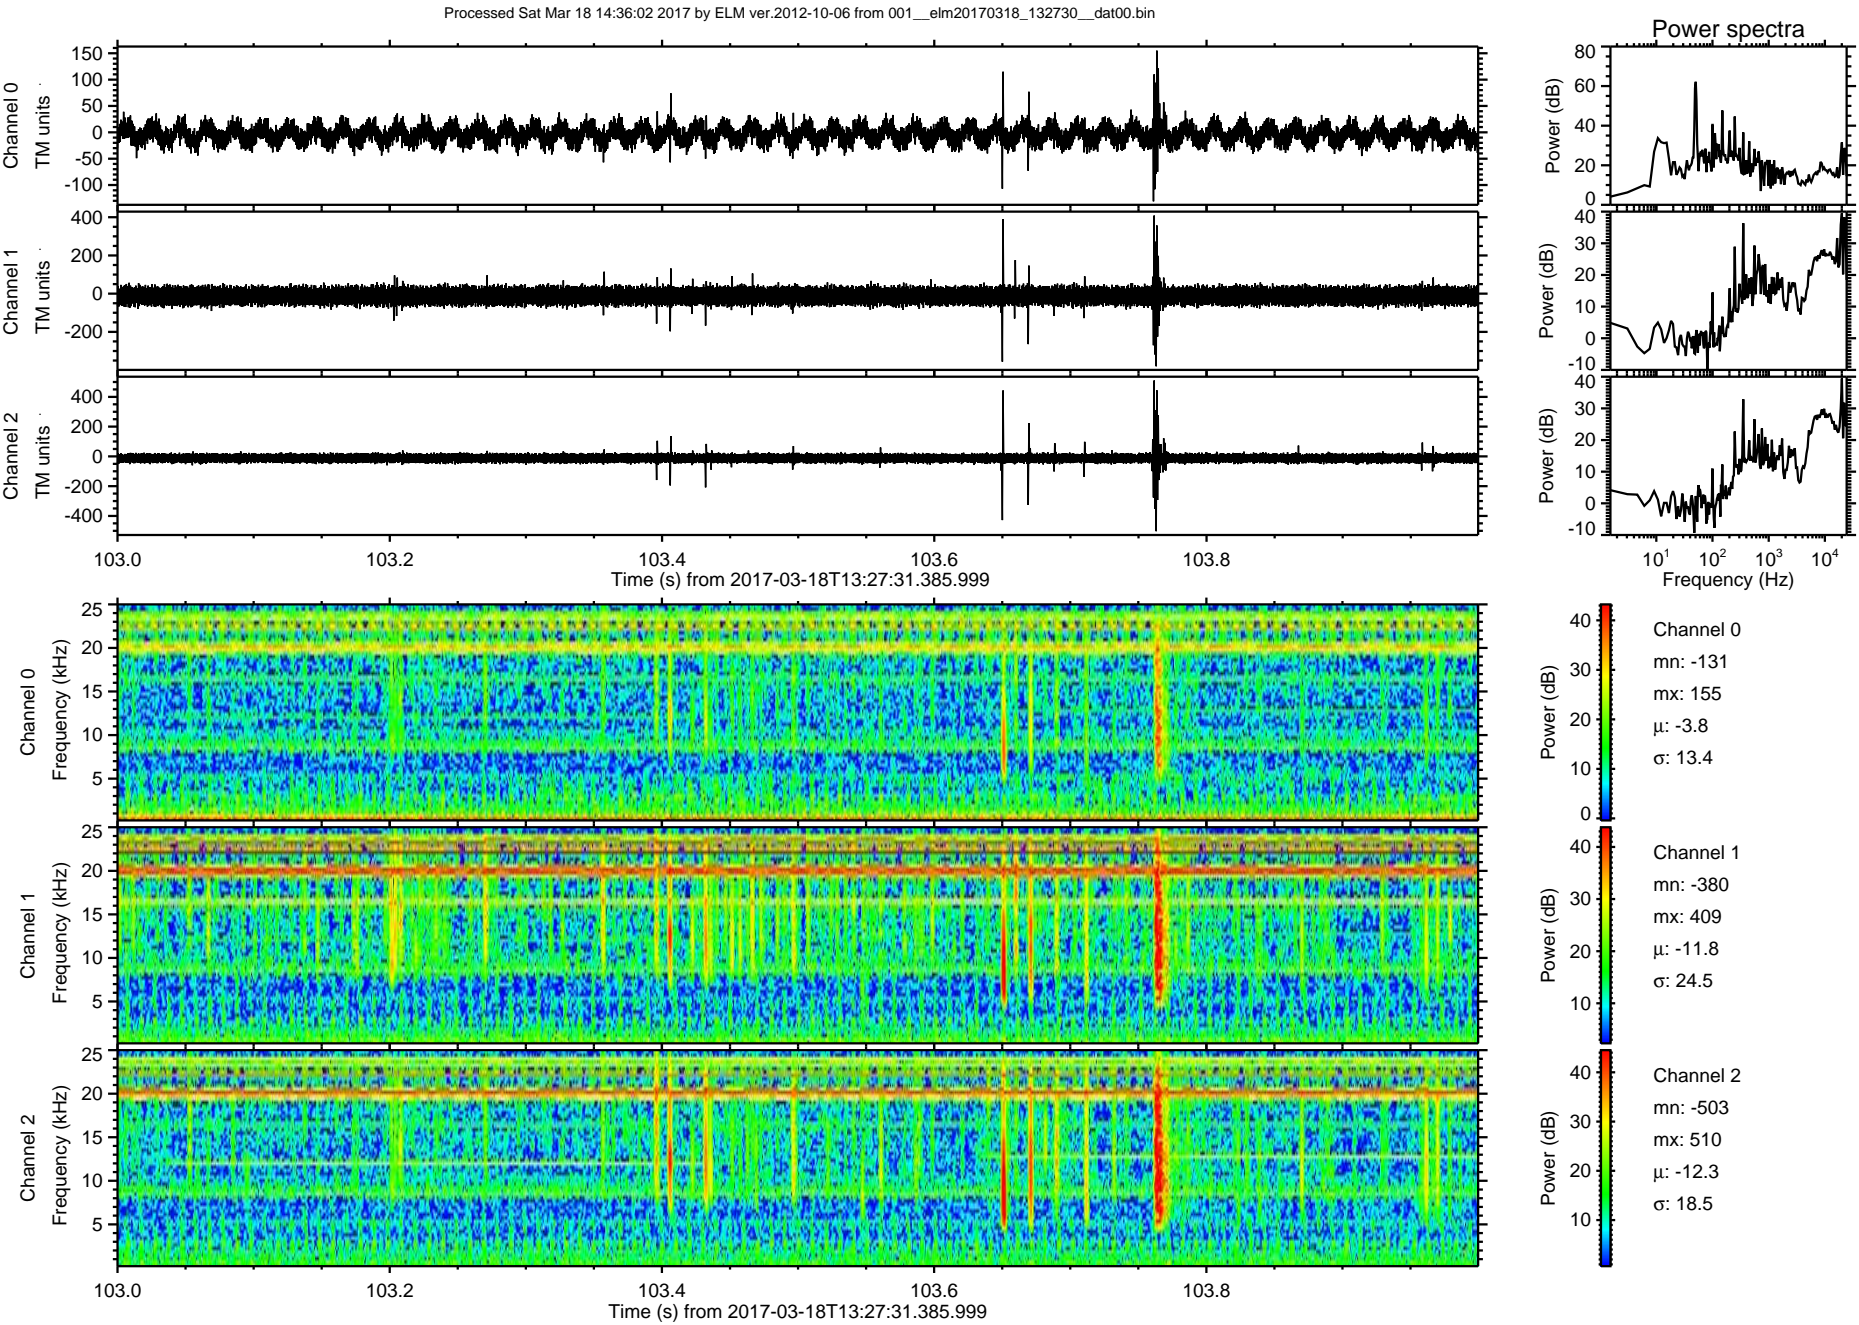 Processed Sat Mar 18 14:36:02 2017 by ELM ver.2012-10-06 from 001__elm20170318_132730__dat00.bin
Power spectra
Channel 0
TM units
150
100
50
0
-50
-100
Power (dB)
80
60
40
20
0
Channel 1
TM units
400
200
0
-200
Power (dB)
40
30
20
10
0
-10
Channel 2
TM units
400
200
0
-200
-400
Power (dB)
40
30
20
10
0
-10
103.0 103.2 103.4 103.6 103.8
Time (s) from 2017-03-18T13:27:31.385.999
10^1 10^2 10^3 10^4
Frequency (Hz)
Channel 0
Frequency (kHz)
25
20
15
10
5
Power (dB)
40
30
20
10
0
Channel 0
mn: -131
mx: 155
μ: -3.8
σ: 13.4
Channel 1
Frequency (kHz)
25
20
15
10
5
Power (dB)
40
30
20
10
Channel 1
mn: -380
mx: 409
μ: -11.8
σ: 24.5
Channel 2
Frequency (kHz)
25
20
15
10
5
Power (dB)
40
30
20
10
Channel 2
mn: -503
mx: 510
μ: -12.3
σ: 18.5
103.0 103.2 103.4 103.6 103.8
Time (s) from 2017-03-18T13:27:31.385.999